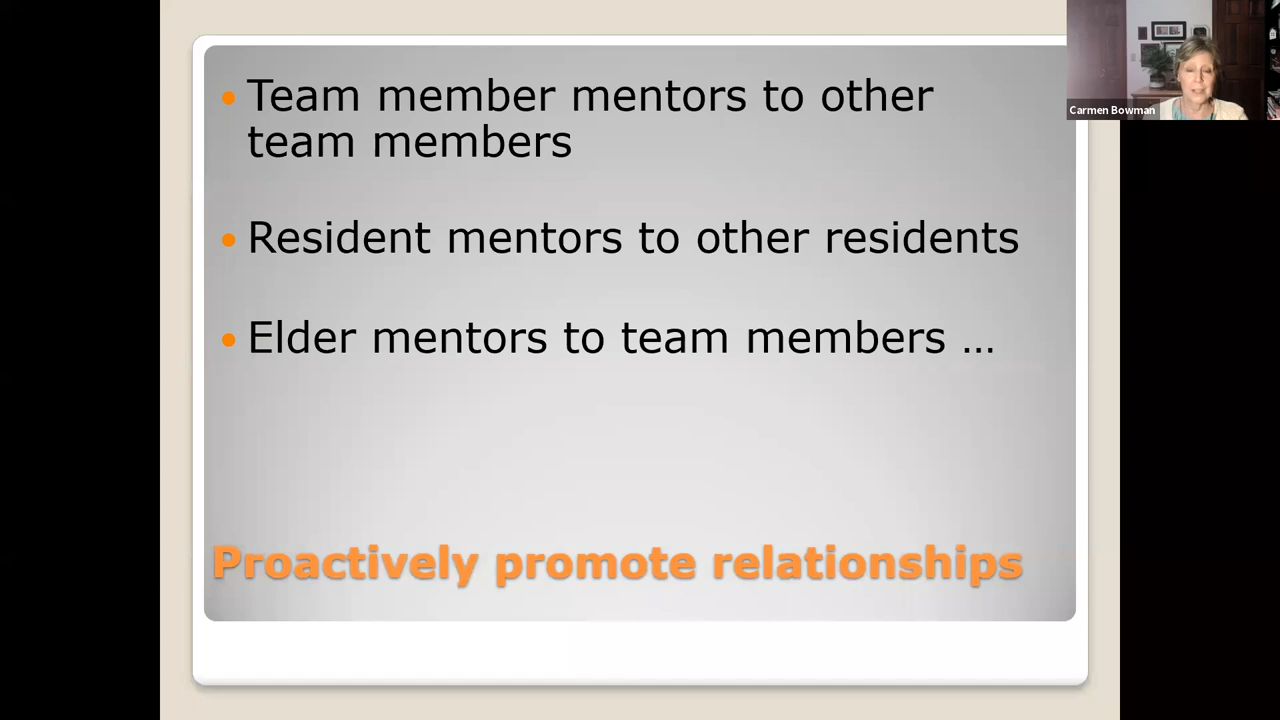 • Team member mentors to other
team members
• Resident mentors to other residents
• Elder mentors to team members …
Proactively promote relationships
Carmen Bowman